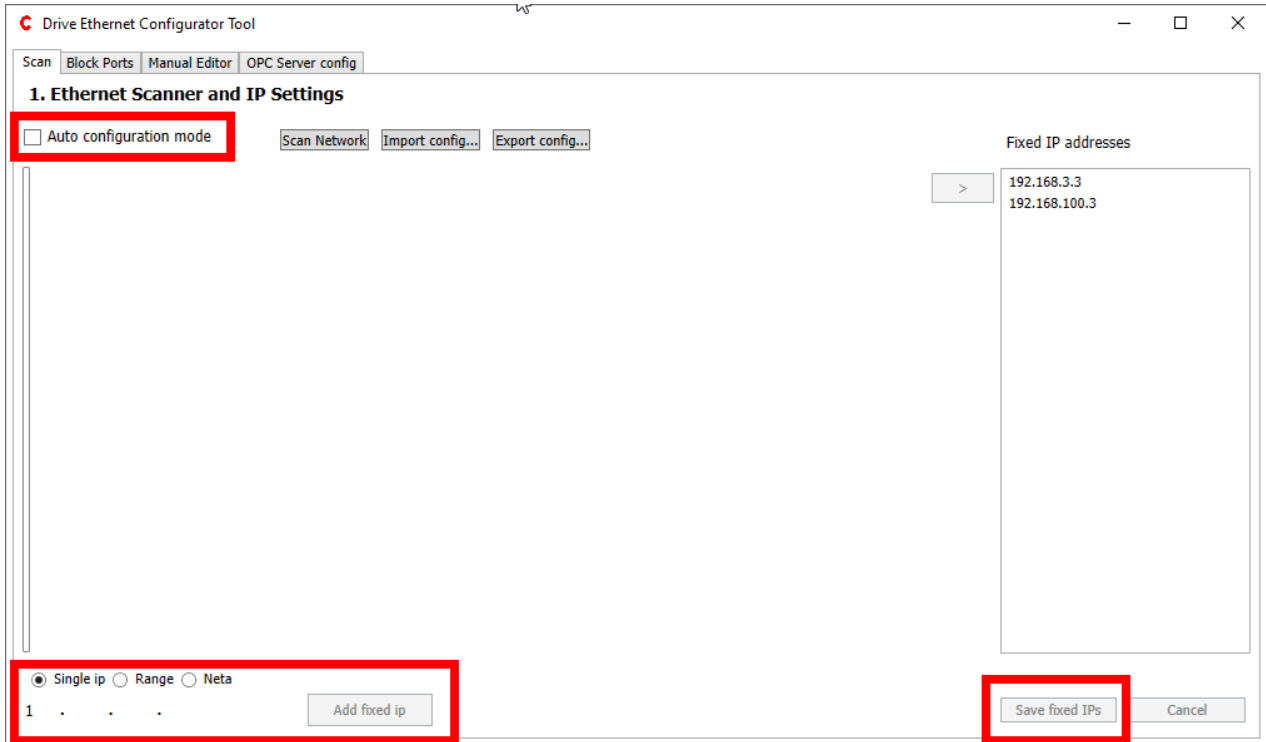 C Drive Ethernet Configurator Tool
Scan Block Ports Manual Editor OPC Server config
1. Ethernet Scanner and IP Settings
Auto configuration mode Scan Network Import config... Export config... Fixed IP addresses
>
192.168.3.3
192.168.100.3
Single ip Range Neta
1 . . . Add fixed ip Save fixed IPs Cancel